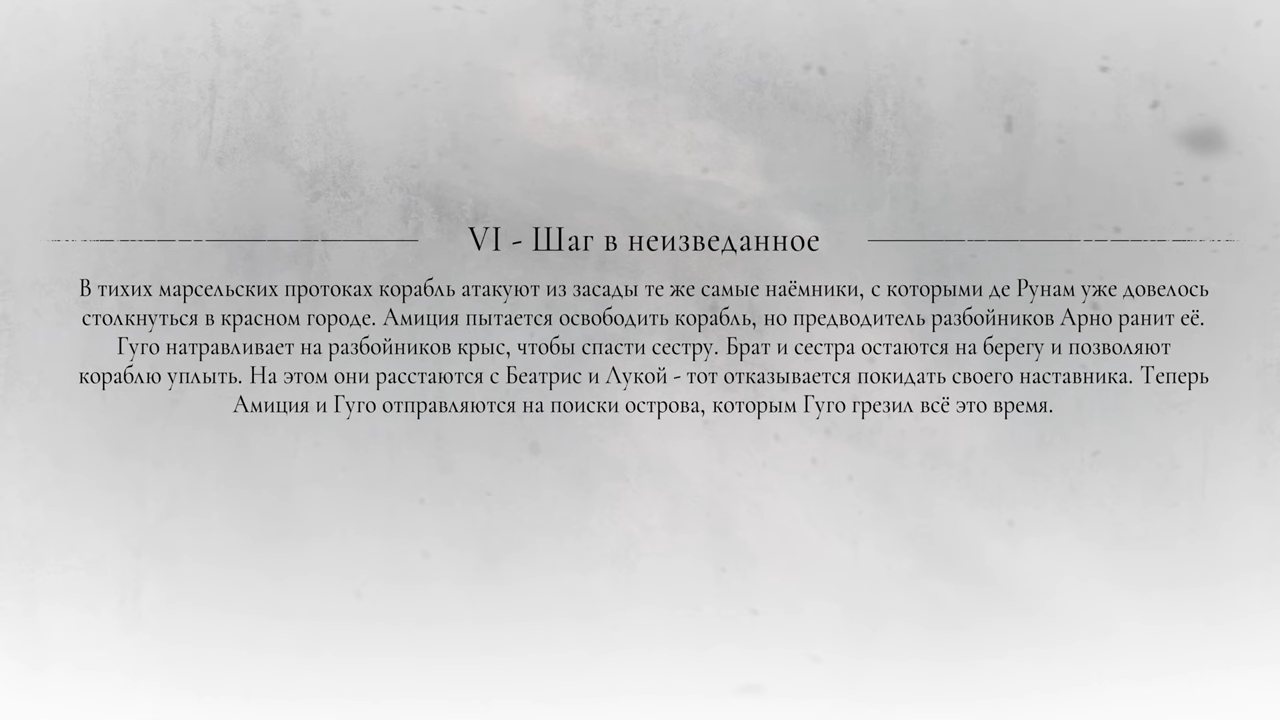 VI - Шаг в неизведанное
В тихих марсельских протоках корабль атакуют из засады те же самые наёмники, с которыми де Рунам уже довелось
столкнуться в красном городе. Амиция пытается освободить корабль, но предводитель разбойников Арно ранит её.
Гуго натравливает на разбойников крыс, чтобы спасти сестру. Брат и сестра остаются на берегу и позволяют
кораблю уплыть. На этом они расстаются с Беатрис и Лукой - тот отказывается покидать своего наставника. Теперь
Амиция и Гуго отправляются на поиски острова, которым Гуго грезил всё это время.